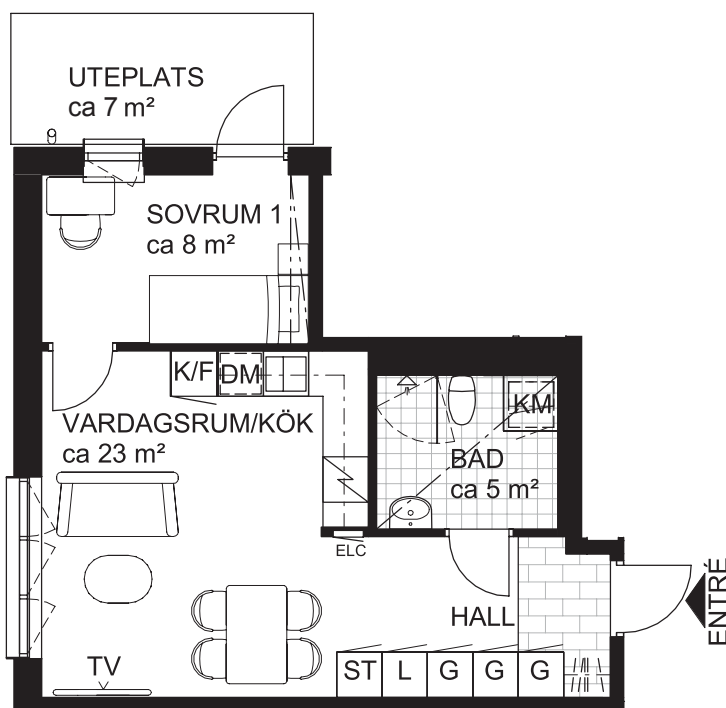 UTEPLATS
ca 7 m²
SOVRUM 1
ca 8 m²
K/F
DM
VARDAGSRUM/KÖK
ca 23 m²
KM
BAD
ca 5 m²
ELC
HALL
ENTRÉ
TV
ST
L
G
G
G